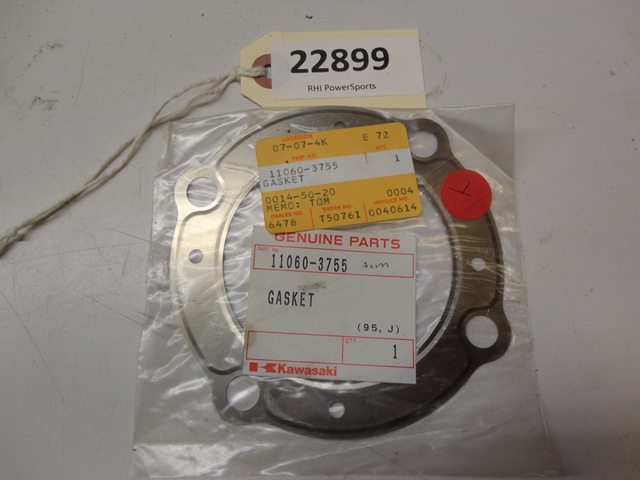 22899
RHI PowerSports
LOCATION
07-07-4K E 72
PART NO. QTY.
11060-3755 1
GASKET
0014-50-20 0004
MEMO: TOM
DEALER NO. ORDER NO. INVOICE NO.
6478 T50761 0040614
GENUINE PARTS
PART No.
11060-3755
GASKET
(95, J)
QTY
1
Kawasaki